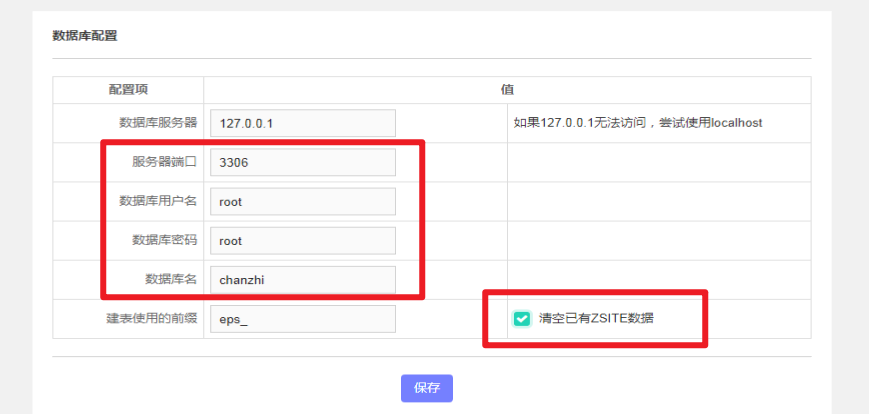 数据库配置
配置项 值
数据库服务器 127.0.0.1 如果127.0.0.1无法访问，尝试使用localhost
服务器端口 3306
数据库用户名 root
数据库密码 root
数据库名 chanzhi
建表使用的前缀 eps_ 清空已有ZSITE数据
保存